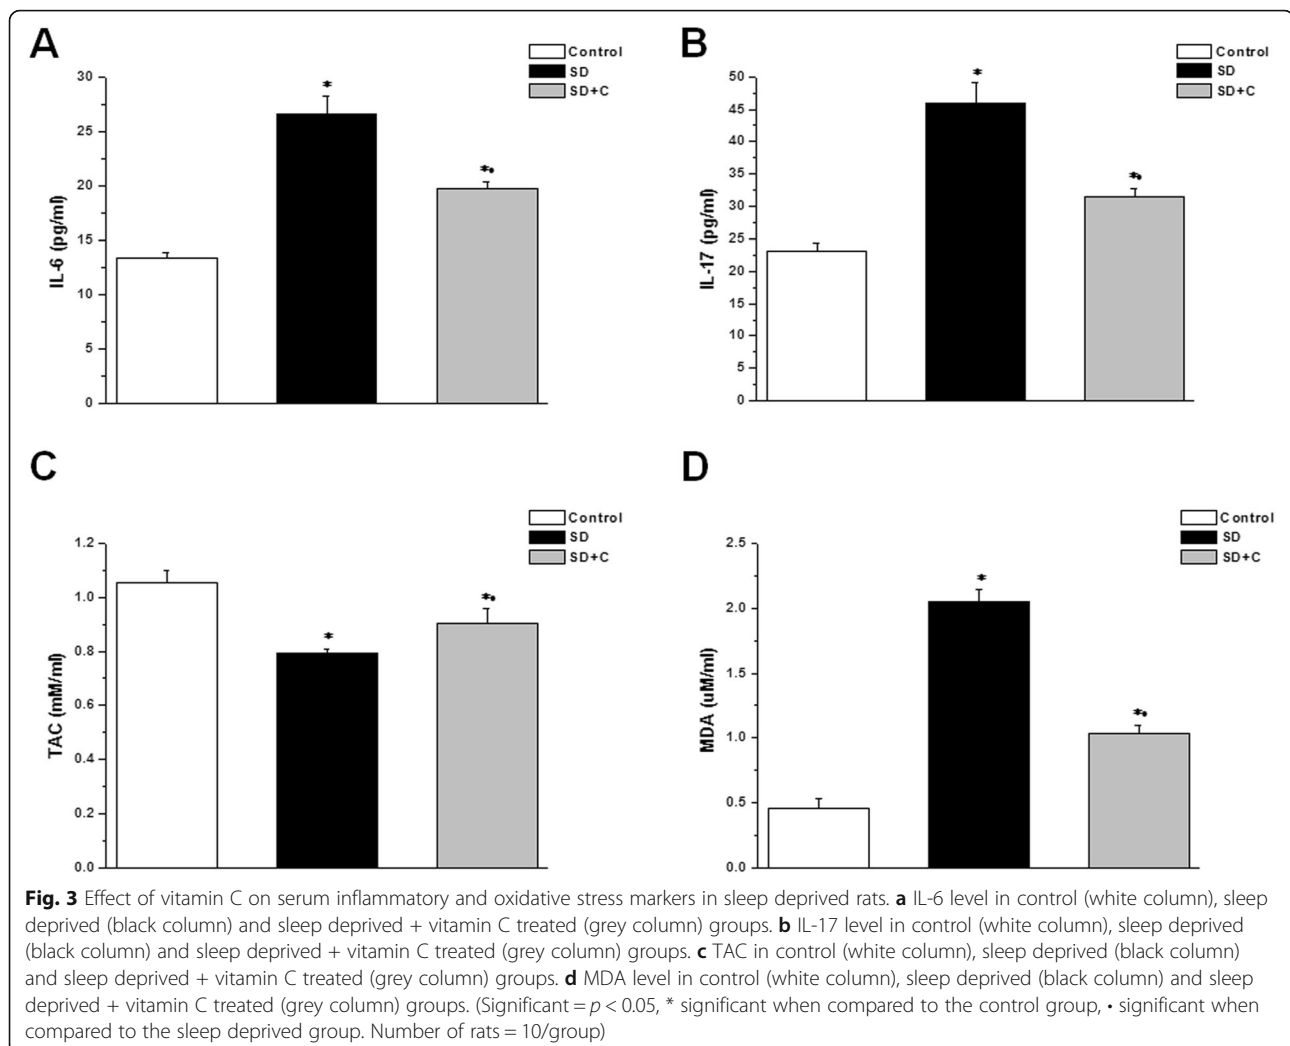 A
Control
SD
SD+C
30
25
20
15
10
5
0
IL-6 (pg/ml)
*
*•
B
Control
SD
SD+C
50
45
40
35
30
25
20
15
10
5
0
IL-17 (pg/ml)
*
*•
C
Control
SD
SD+C
1.2
1.0
0.8
0.6
0.4
0.2
0.0
TAC (mM/ml)
*
*•
D
Control
SD
SD+C
2.5
2.0
1.5
1.0
0.5
0.0
MDA (uM/ml)
*
*•
Fig. 3 Effect of vitamin C on serum inflammatory and oxidative stress markers in sleep deprived rats. a IL-6 level in control (white column), sleep
deprived (black column) and sleep deprived + vitamin C treated (grey column) groups. b IL-17 level in control (white column), sleep deprived
(black column) and sleep deprived + vitamin C treated (grey column) groups. c TAC in control (white column), sleep deprived (black column)
and sleep deprived + vitamin C treated (grey column) groups. d MDA level in control (white column), sleep deprived (black column) and sleep
deprived + vitamin C treated (grey column) groups. (Significant = p < 0.05, * significant when compared to the control group, • significant when
compared to the sleep deprived group. Number of rats = 10/group)